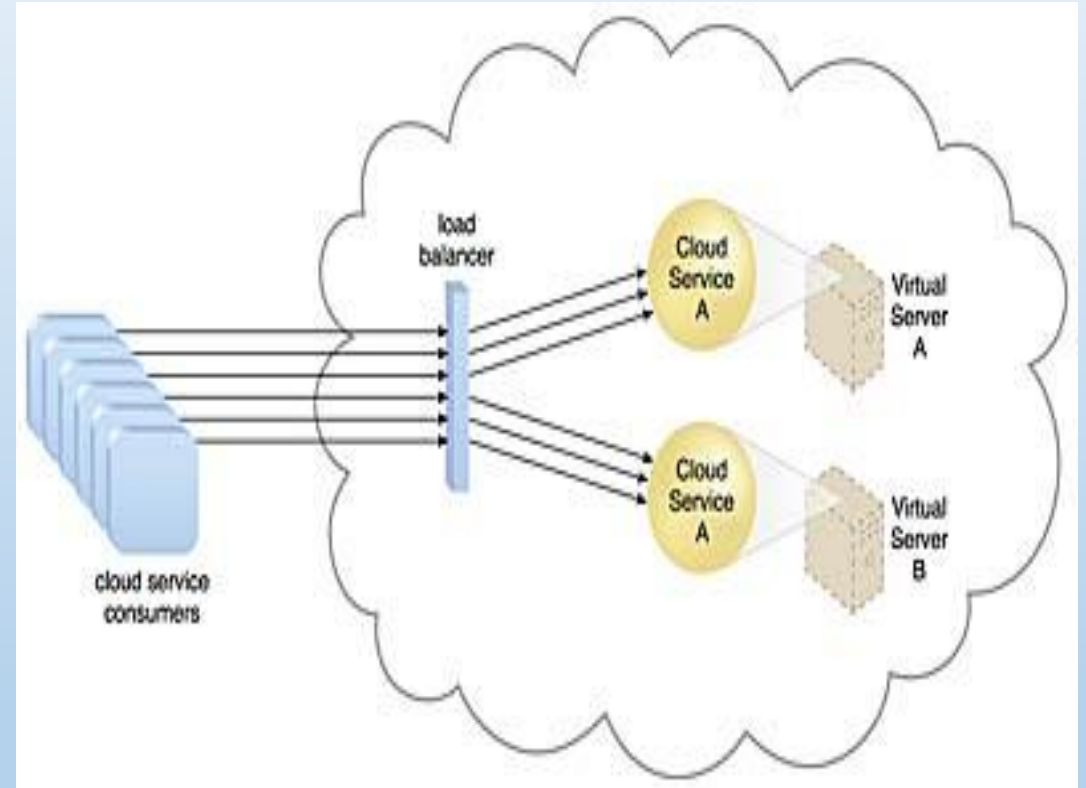 load
balancer
Cloud
Service
A
Virtual
Server
A
Cloud
Service
A
Virtual
Server
B
cloud service
consumers